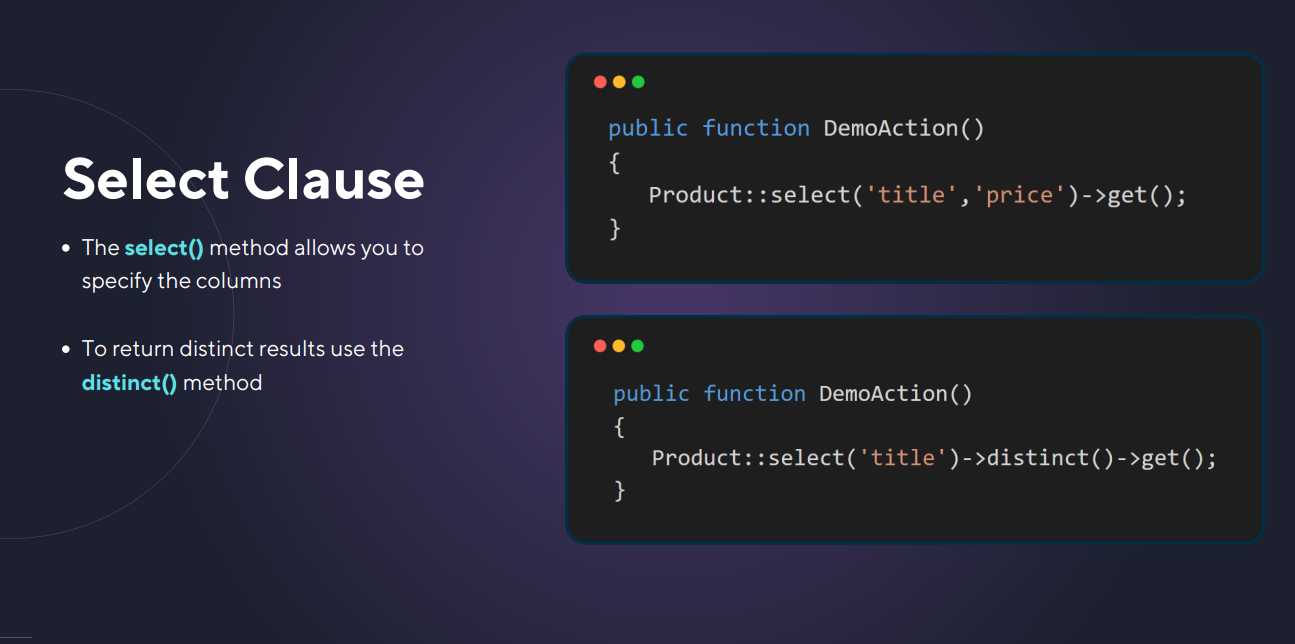 Select Clause
• The select() method allows you to
specify the columns
• To return distinct results use the
distinct() method
public function DemoAction()
{
   Product::select('title','price')->get();
}
public function DemoAction()
{
   Product::select('title')->distinct()->get();
}